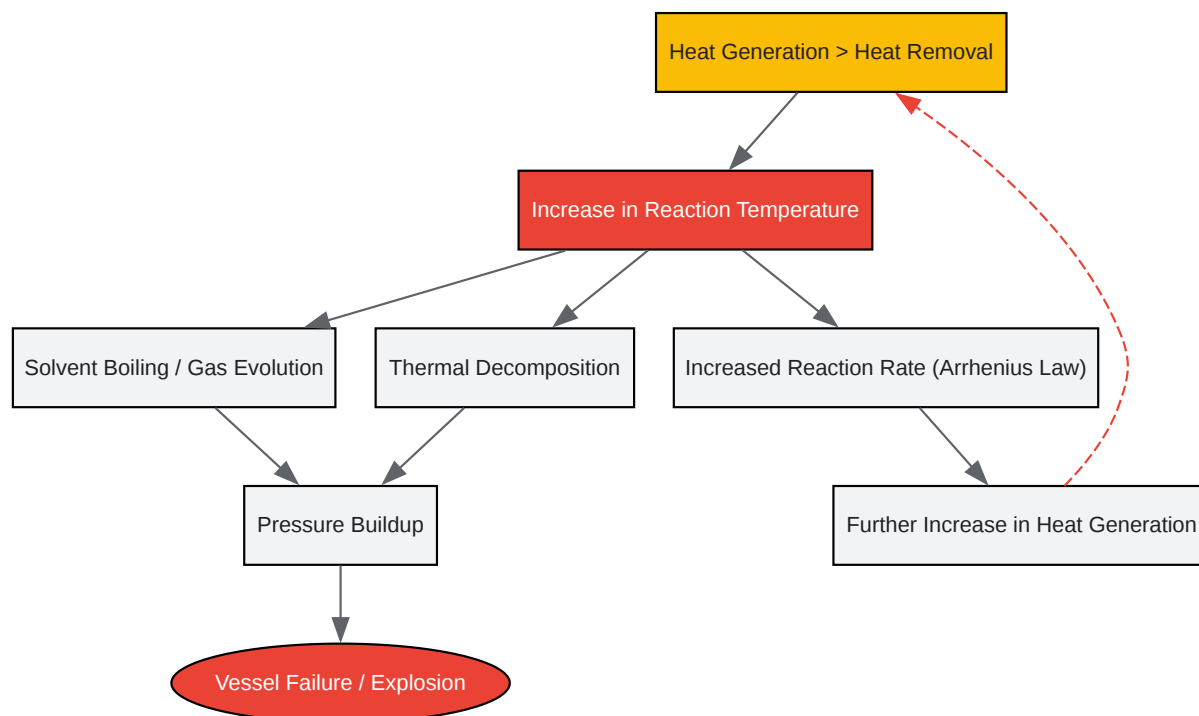 Heat Generation > Heat Removal
Increase in Reaction Temperature
Solvent Boiling / Gas Evolution
Thermal Decomposition
Increased Reaction Rate (Arrhenius Law)
Pressure Buildup
Further Increase in Heat Generation
Vessel Failure / Explosion